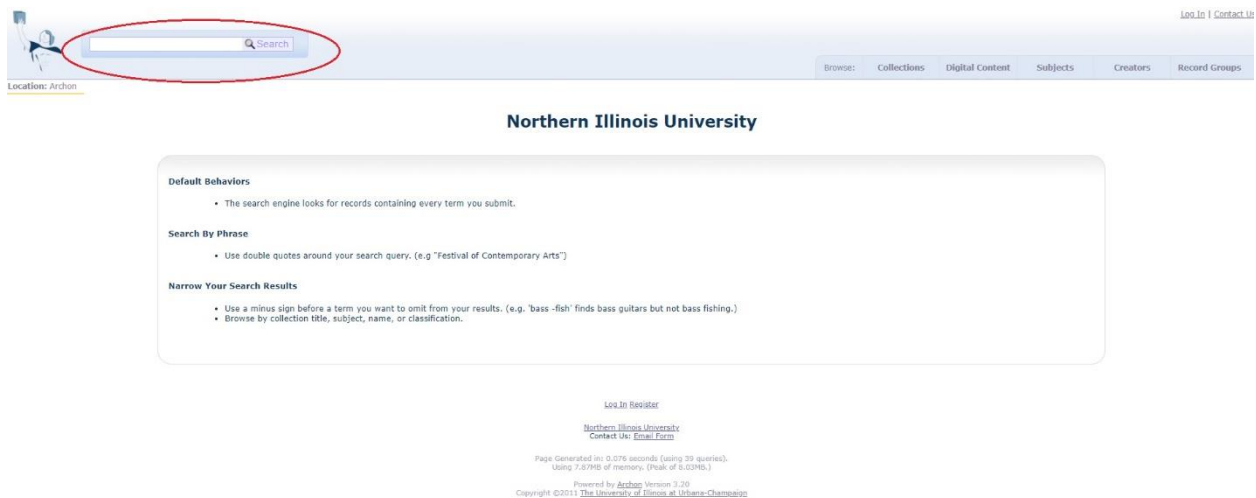 Log In | Contact Us
Search
Browse: Collections Digital Content Subjects Creators Record Groups
Location: Archon
Northern Illinois University
Default Behaviors
• The search engine looks for records containing every term you submit.
Search By Phrase
• Use double quotes around your search query. (e.g "Festival of Contemporary Arts")
Narrow Your Search Results
• Use a minus sign before a term you want to omit from your results. (e.g. 'bass -fish' finds bass guitars but not bass fishing.)
• Browse by collection title, subject, name, or classification.
Log In Register
Northern Illinois University
Contact Us: Email Form
Page Generated in: 0.076 seconds (using 39 queries).
Using 7.67MB of memory. (Peak of 8.03MB.)
Powered by Archon Version 3.20
Copyright ©2011 The University of Illinois at Urbana-Champaign